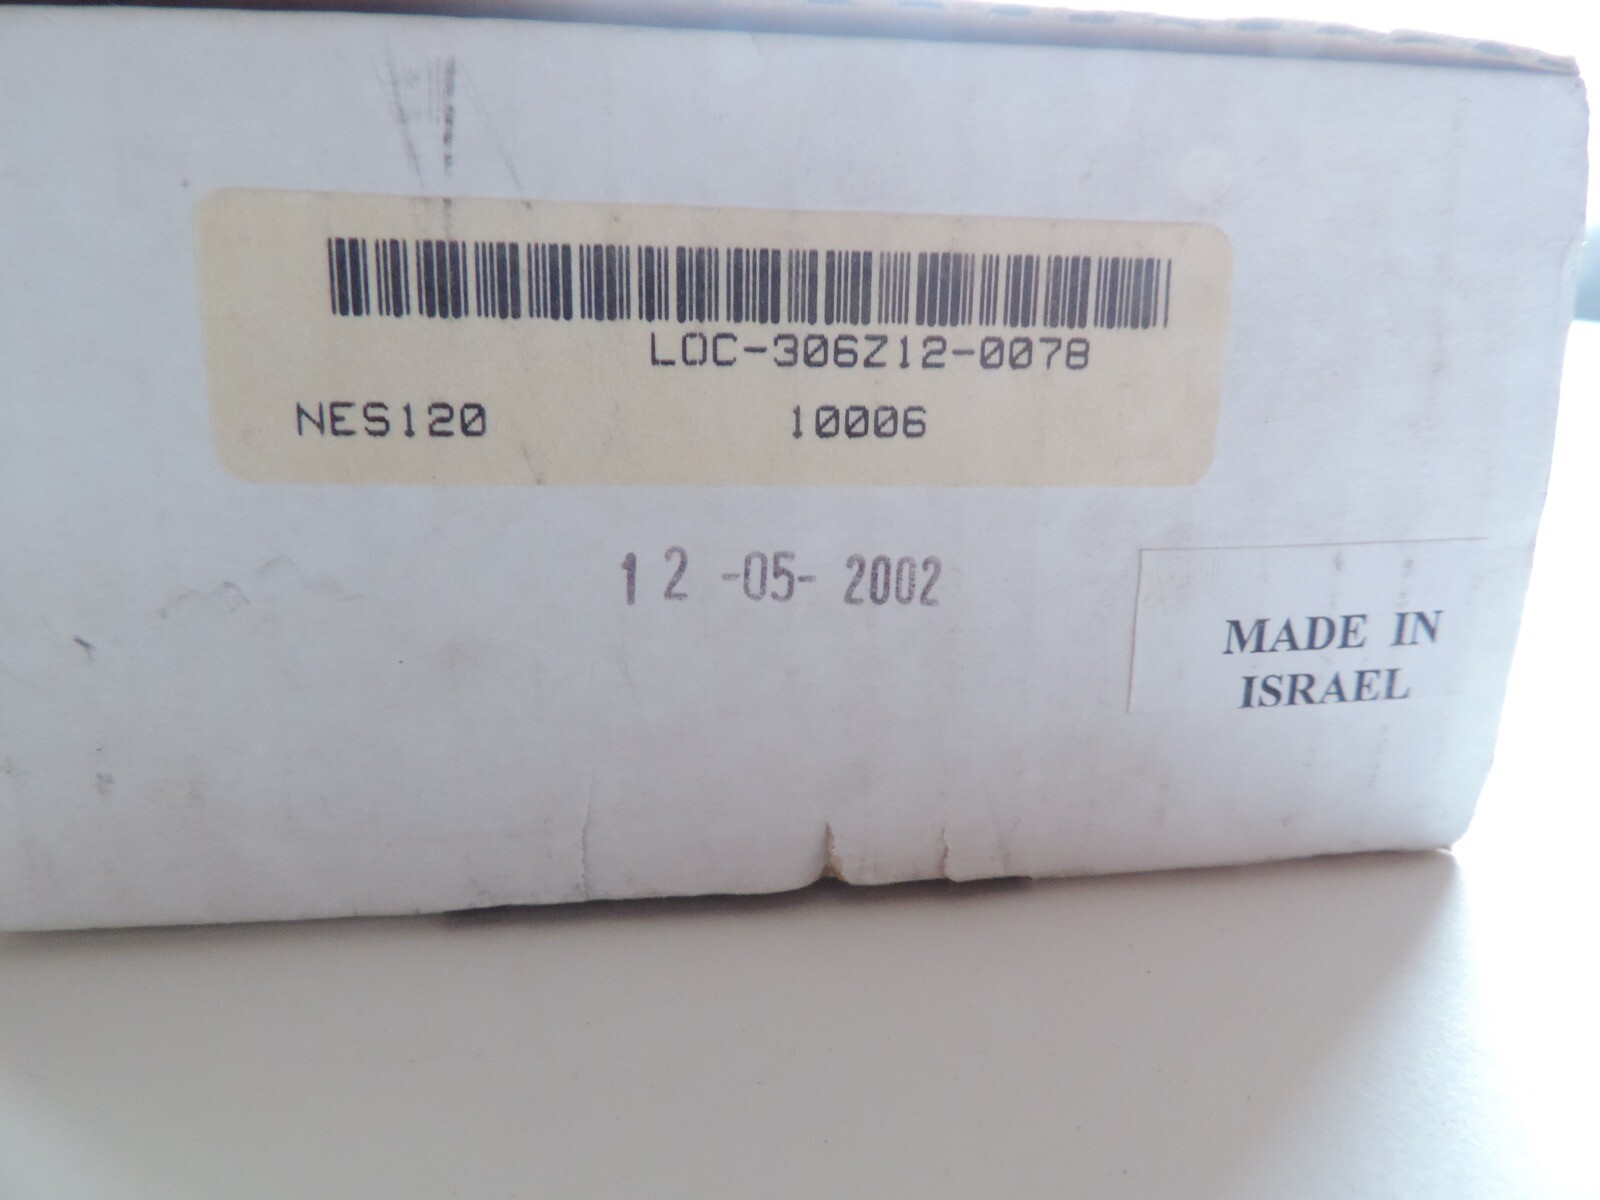 LOC-306Z12-0078
NES120 10006
12-05-2002
MADE IN
ISRAEL